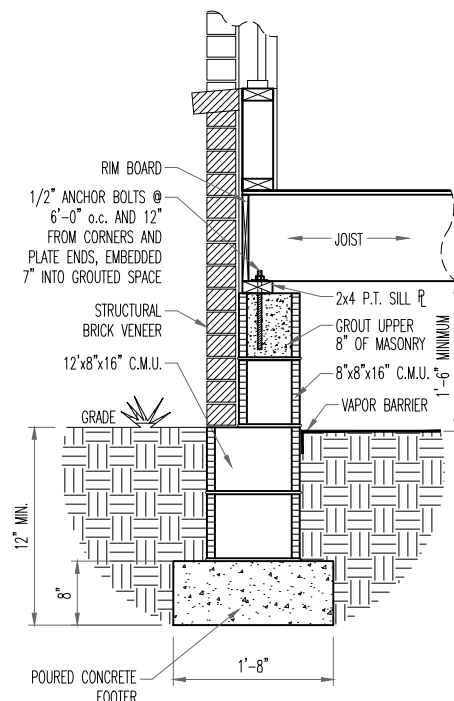 RIM BOARD
1/2" ANCHOR BOLTS @
6'-0" o.c. AND 12"
FROM CORNERS AND
PLATE ENDS, EMBEDDED
7" INTO GROUTED SPACE
STRUCTURAL
BRICK VENEER
12'x8"x16" C.M.U.
GRADE
12" MIN.
8"
POURED CONCRETE
FOOTER
1'-8"
JOIST
2x4 P.T. SILL PL
GROUT UPPER
8" OF MASONRY
8"x8"x16" C.M.U.
VAPOR BARRIER
1'-6" MINIMUM